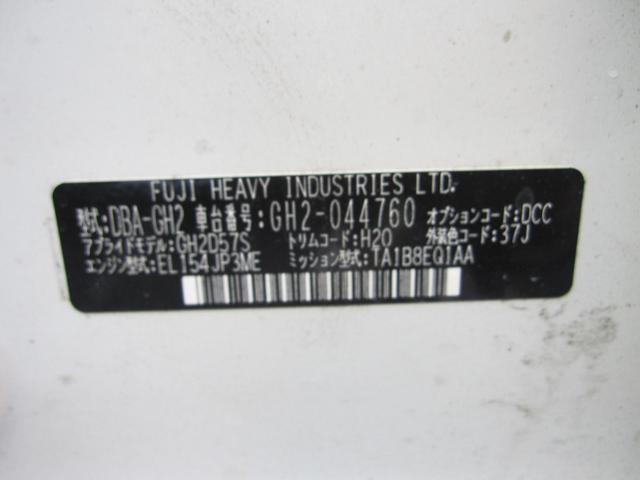 FUJI HEAVY INDUSTRIES LTD.
型式:DBA-GH2 車台番号:GH2-044760 オプションコード:DCC
アプライドモデル:GH2D57S トリムコード:H20 外装色コード:37J
エンジン型式:EL154JP3ME ミッション型式:TA1B8EQ1AA